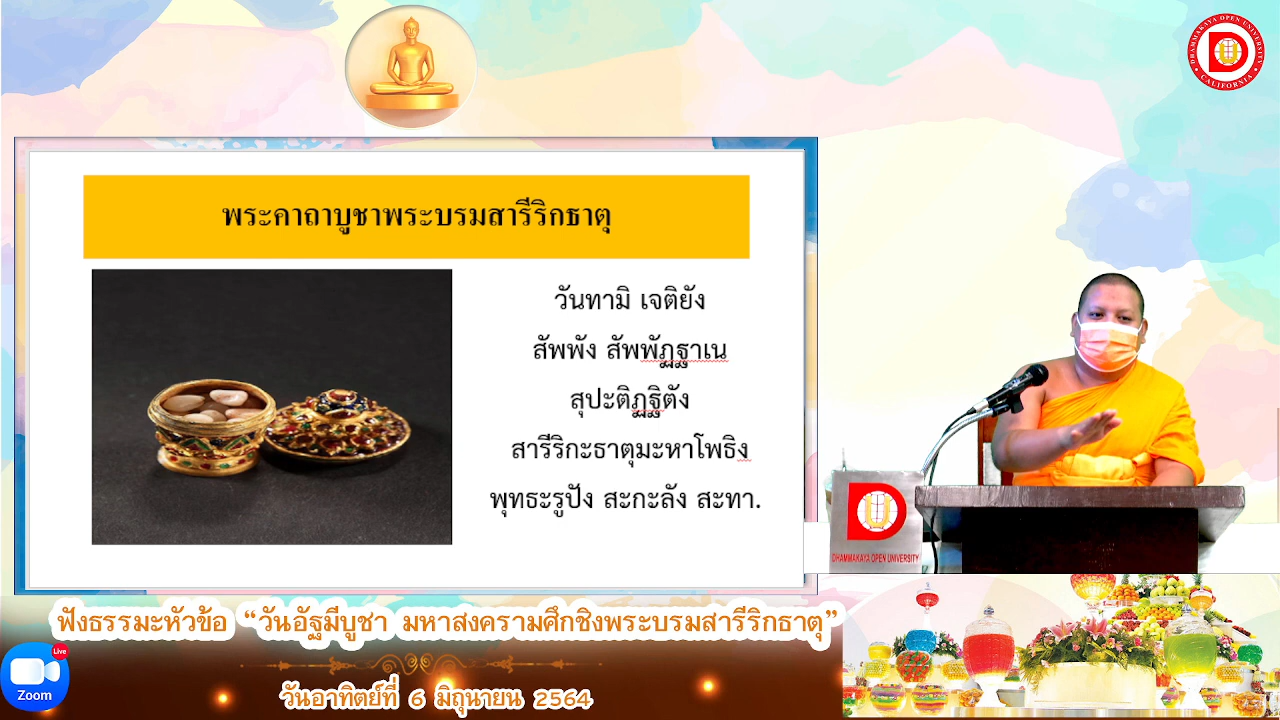 DHAMMAKAYA OPEN UNIVERSITY
CALIFORNIA
พระคาถาบูชาพระบรมสารีริกธาตุ
วันทามิ เจติยัง
สัพพัง สัพพัฏฐาเน
สุปะติฏฐิตัง
สารีริกะธาตุมะหาโพธิง
พุทธะรูปัง สะกะลัง สะทา.
DHAMMAKAYA OPEN UNIVERSITY
ฟังธรรมะหัวข้อ “วันอัฐมีบูชา มหาสงครามศึกชิงพระบรมสารีริกธาตุ”
Live
Zoom
วันอาทิตย์ที่ 6 มิถุนายน 2564